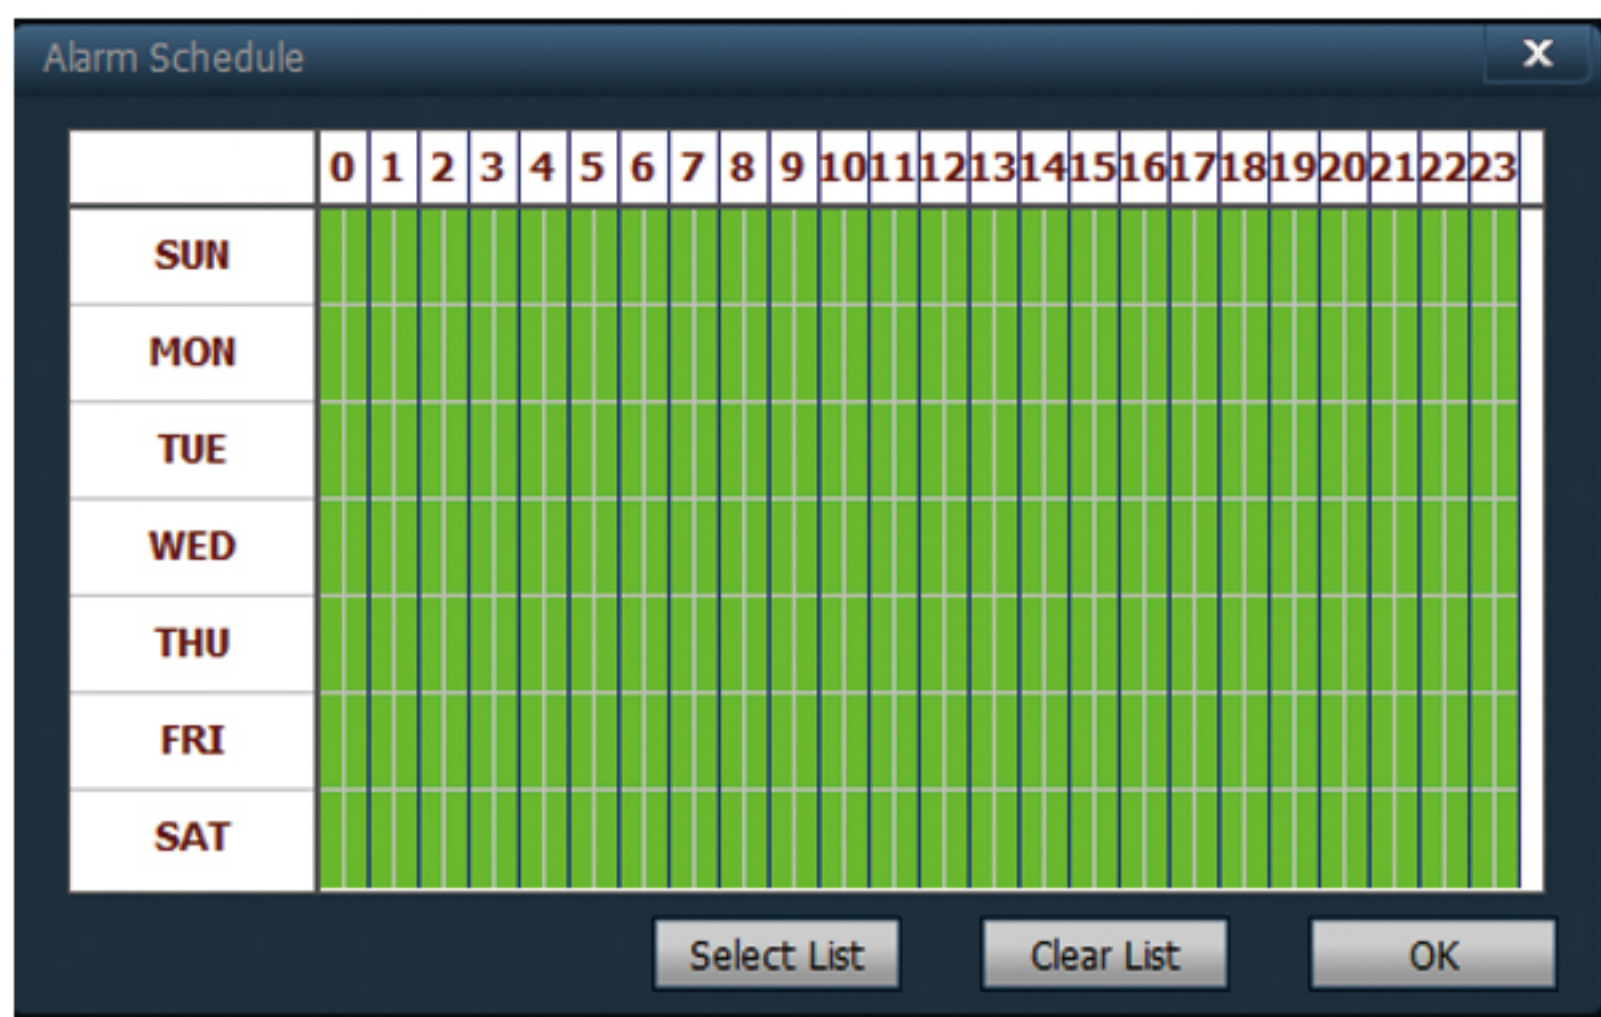 Alarm Schedule X
0 1 2 3 4 5 6 7 8 9 10 11 12 13 14 15 16 17 18 19 20 21 22 23
SUN
MON
TUE
WED
THU
FRI
SAT
Select List Clear List OK